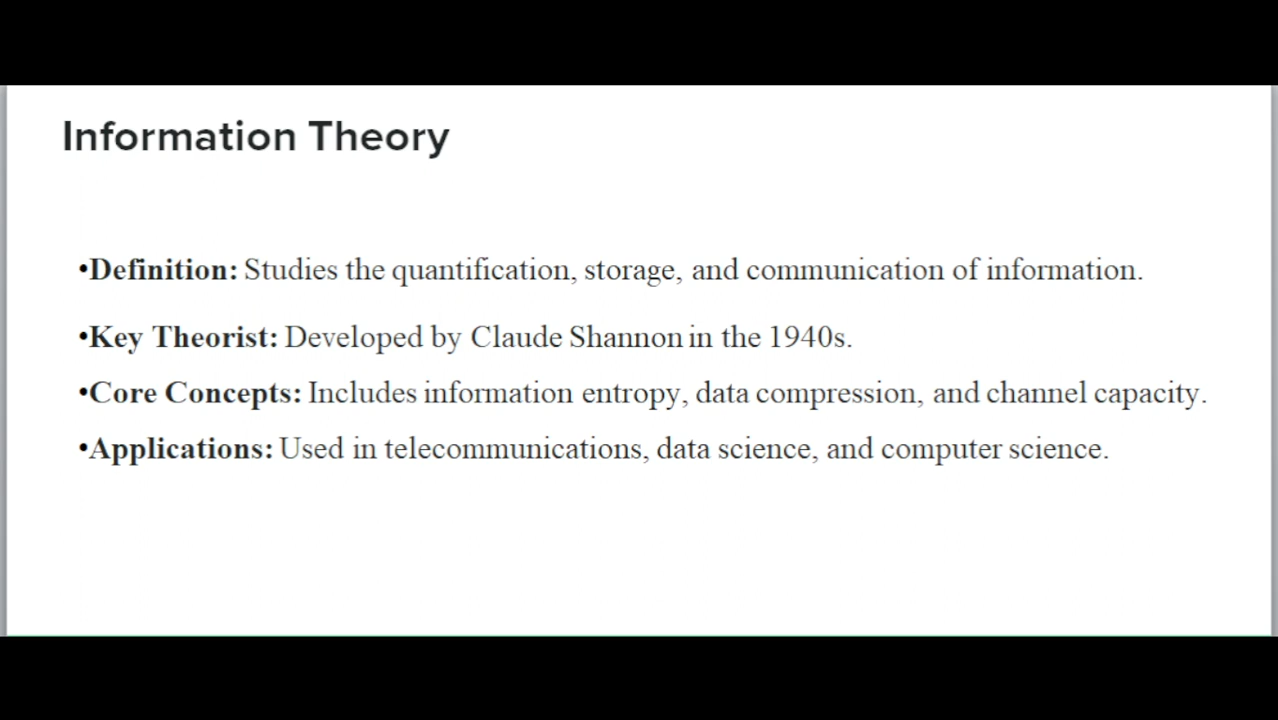 Information Theory
•Definition: Studies the quantification, storage, and communication of information.
•Key Theorist: Developed by Claude Shannon in the 1940s.
•Core Concepts: Includes information entropy, data compression, and channel capacity.
•Applications: Used in telecommunications, data science, and computer science.